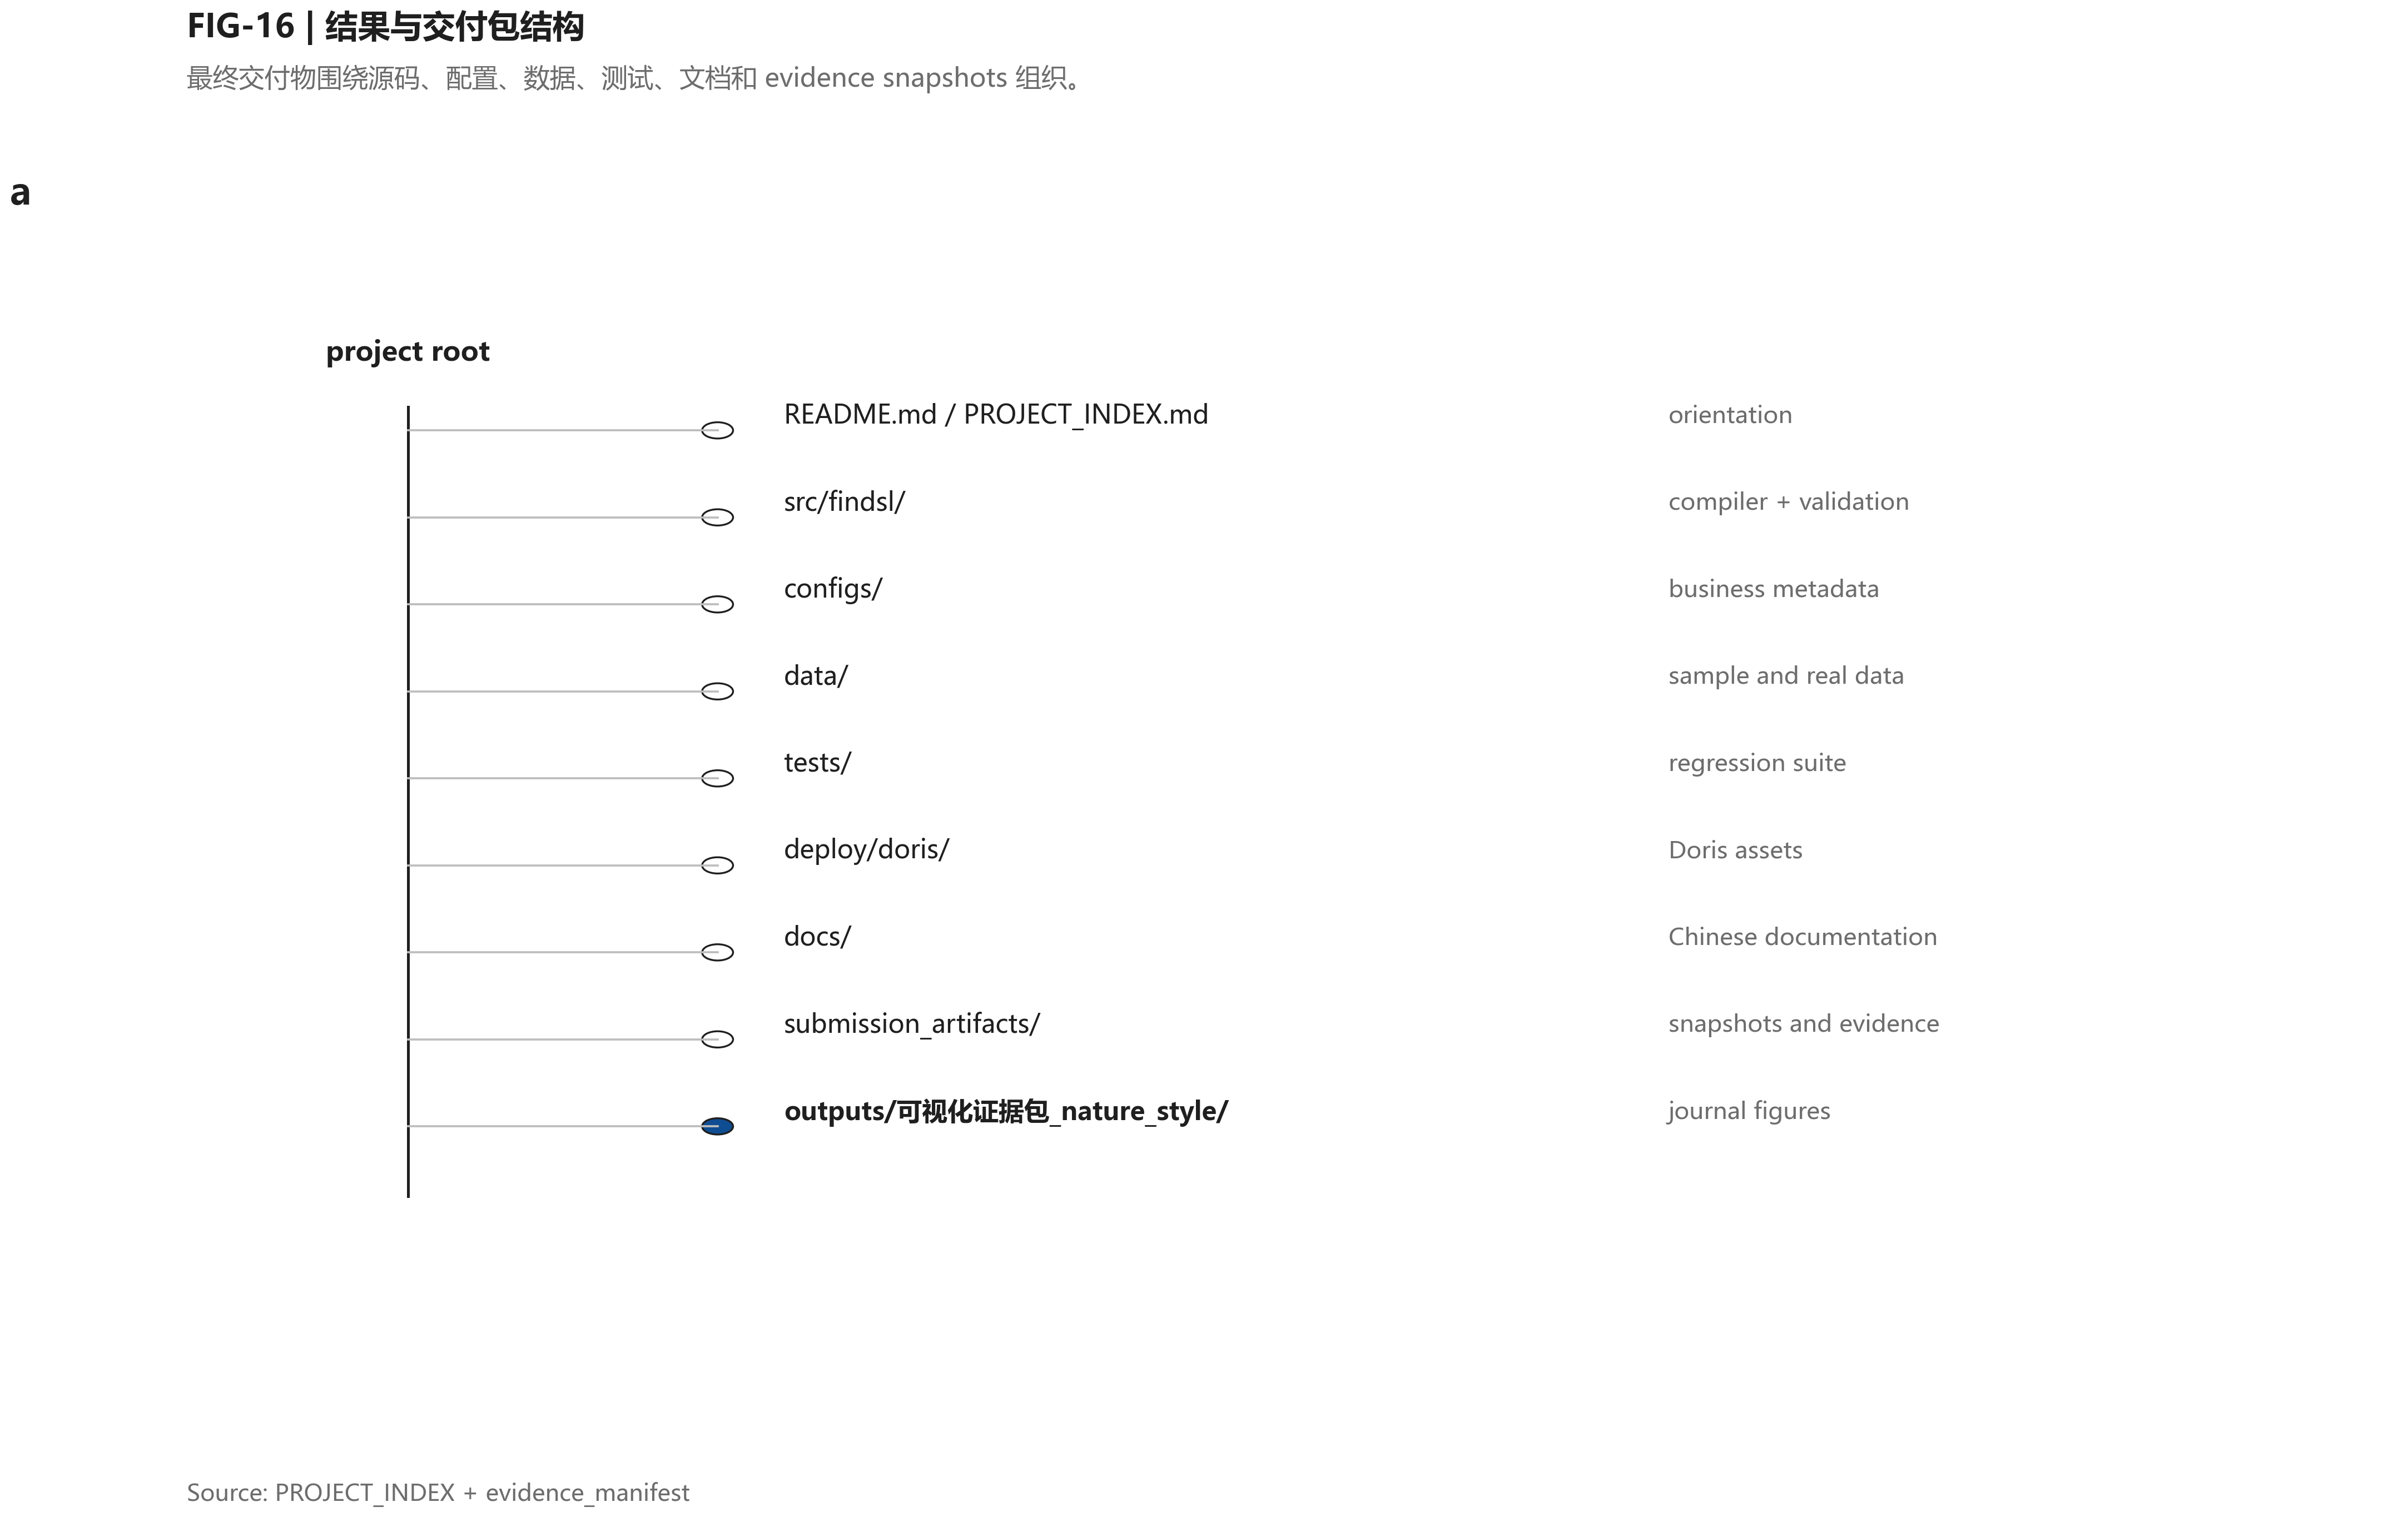 FIG-16 | 结果与交付包结构
最终交付物围绕源码、配置、数据、测试、文档和 evidence snapshots 组织。
a
project root
README.md / PROJECT_INDEX.md orientation
src/findsl/ compiler + validation
configs/ business metadata
data/ sample and real data
tests/ regression suite
deploy/doris/ Doris assets
docs/ Chinese documentation
submission_artifacts/ snapshots and evidence
outputs/可视化证据包_nature_style/ journal figures
Source: PROJECT_INDEX + evidence_manifest